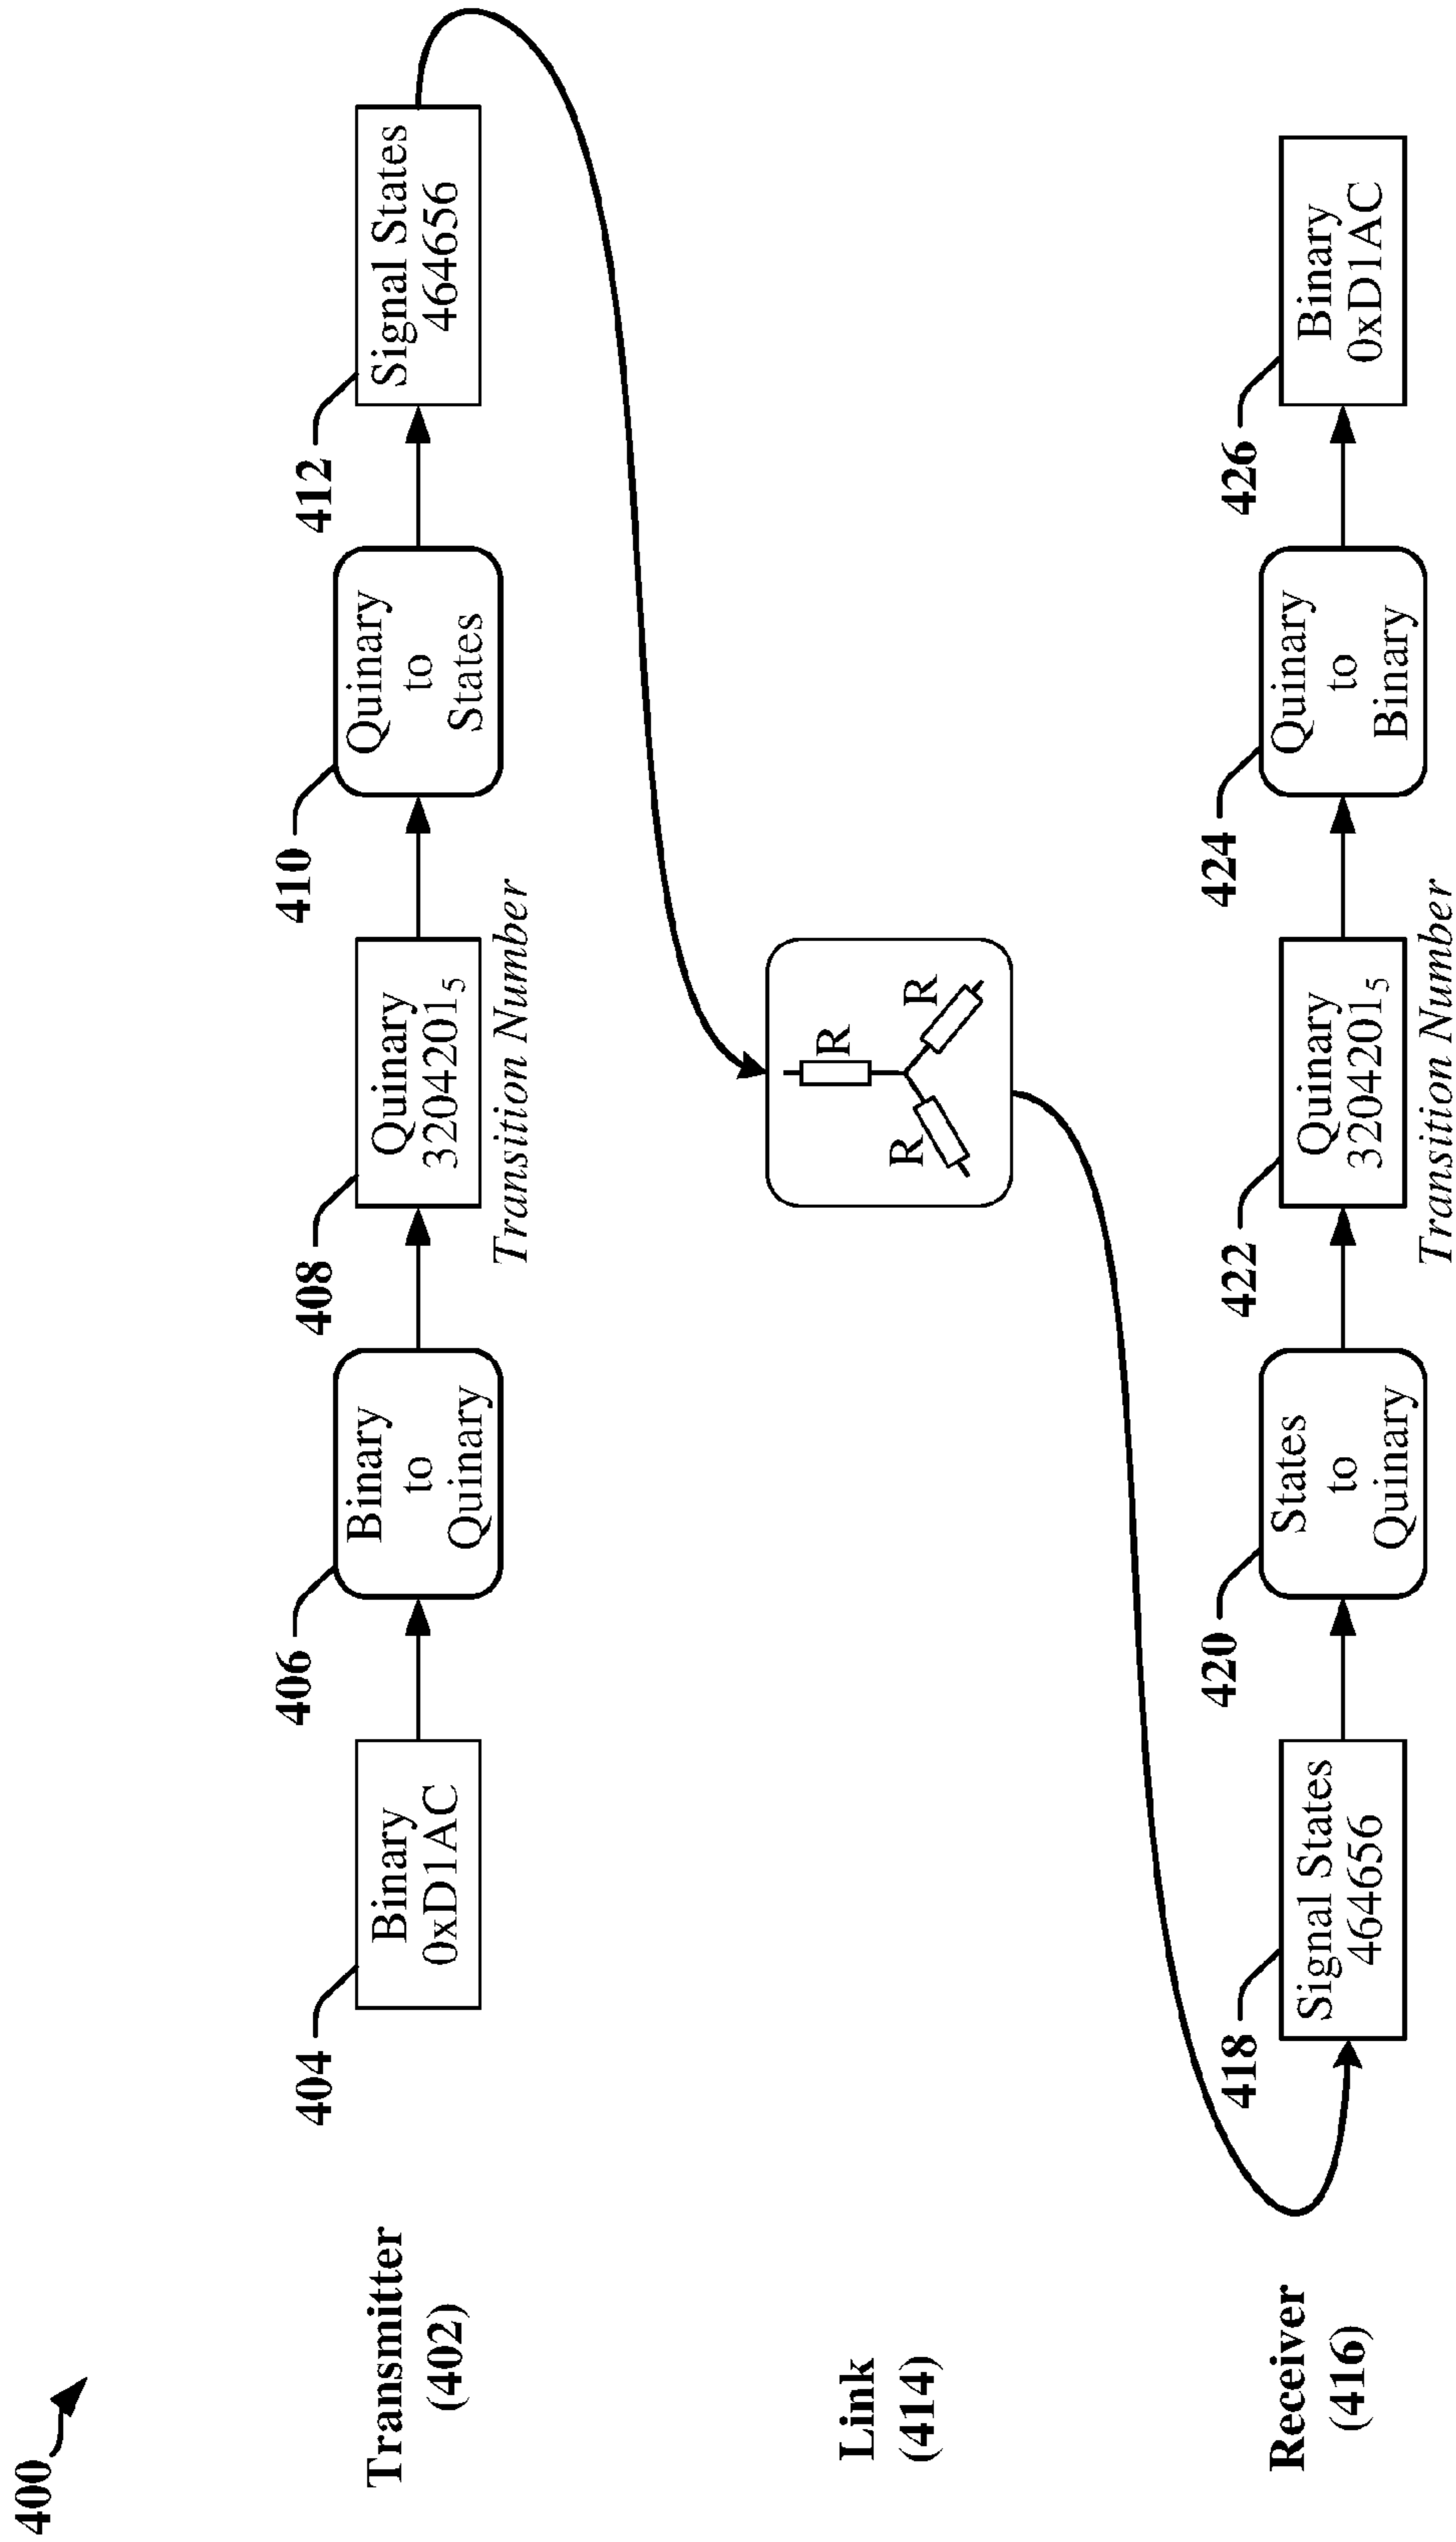 400
Transmitter
(402)
404
Binary
0xD1AC
406
Binary
to
Quinary
408
Quinary
3204201₅
Transition Number
410
Quinary
to
States
412
Signal States
464656
Link
(414)
R
R
R
Receiver
(416)
418
Signal States
464656
420
States
to
Quinary
422
Quinary
3204201₅
Transition Number
424
Quinary
to
Binary
426
Binary
0xD1AC